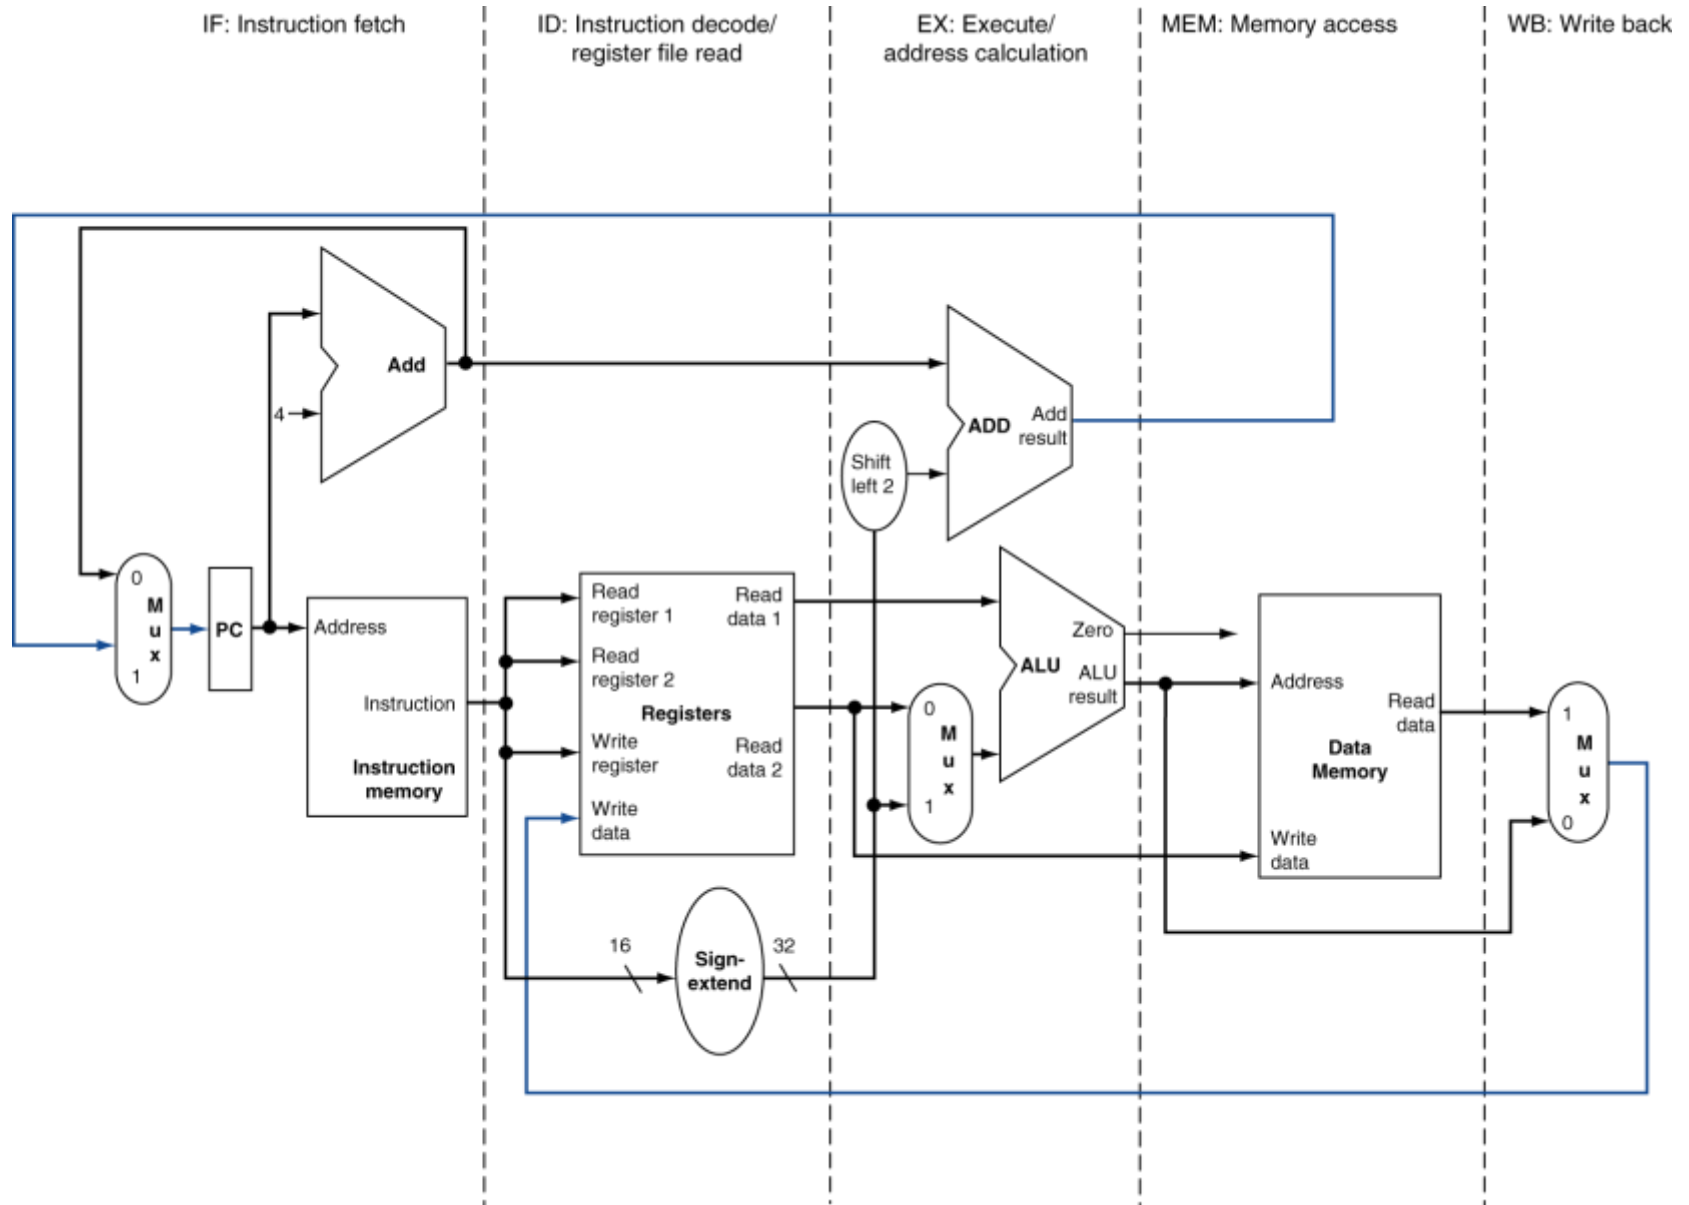 IF: Instruction fetch
ID: Instruction decode/
register file read
EX: Execute/
address calculation
MEM: Memory access
WB: Write back
Add
4
ADD
Add
result
Shift
left 2
0
M
u
x
1
PC
Address
Instruction
Instruction
memory
Read
register 1
Read
data 1
Read
register 2
Registers
Write
register
Read
data 2
Write
data
16
Sign-
extend
32
0
M
u
x
1
Zero
ALU
ALU
result
Address
Read
data
Data
Memory
Write
data
1
M
u
x
0